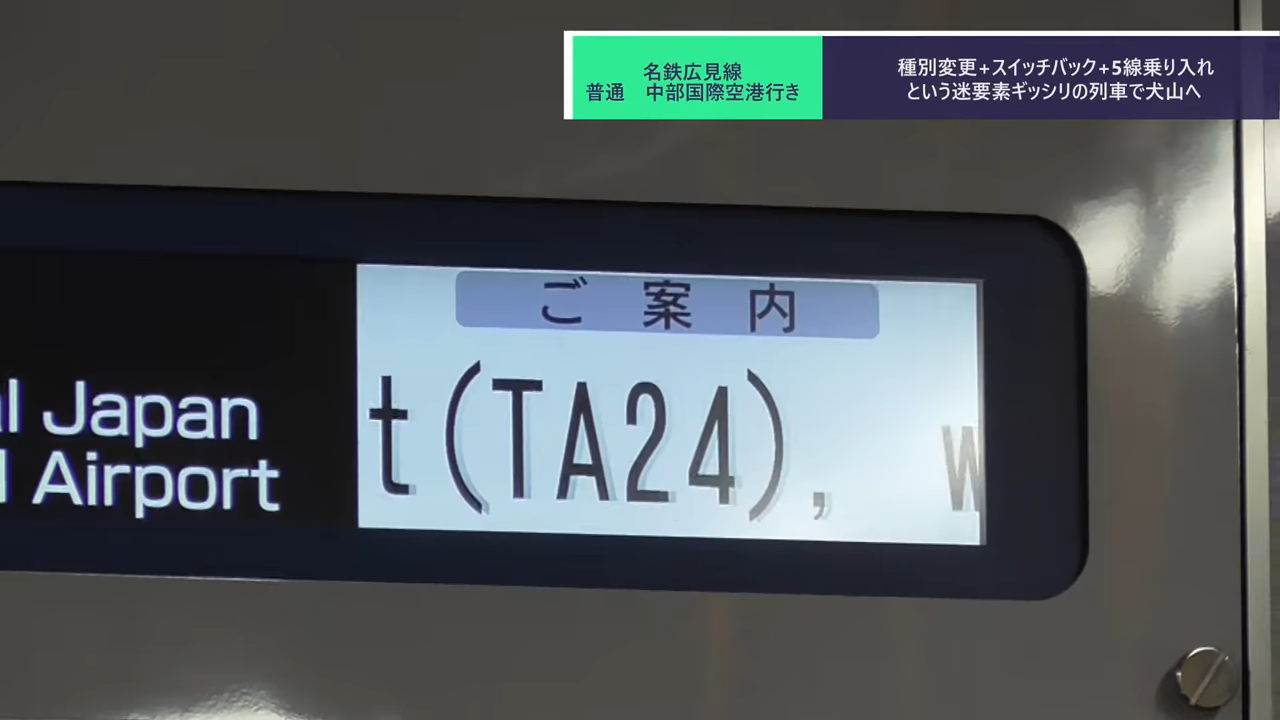 名鉄広見線
普通 中部国際空港行き
種別変更+スイッチバック+5線乗り入れ
という迷要素ギッシリの列車で犬山へ
ご案内
t(TA24), W
l Japan
l Airport